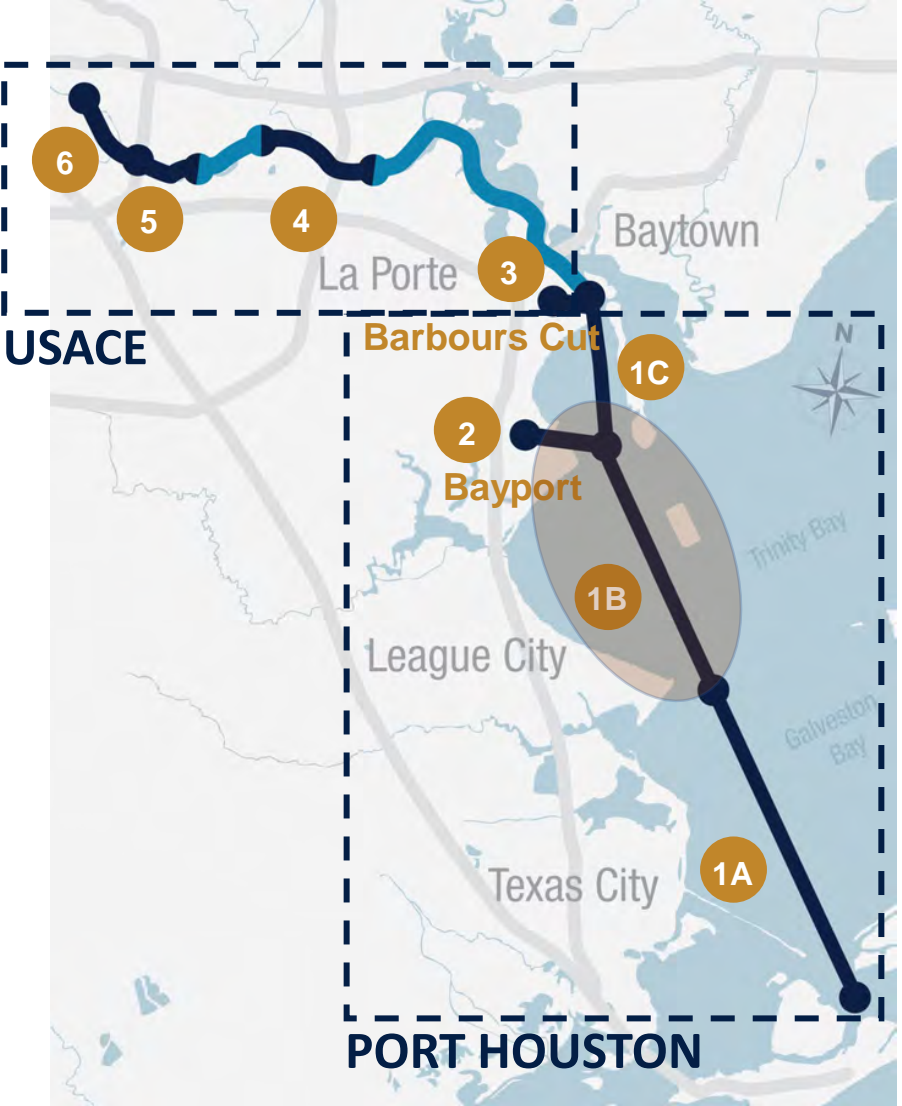 6
5
4
Baytown
La Porte
3
USACE
Barbours Cut
N
1C
2
Bayport
Trinity Bay
1B
League City
Galveston
Bay
1A
Texas City
PORT HOUSTON